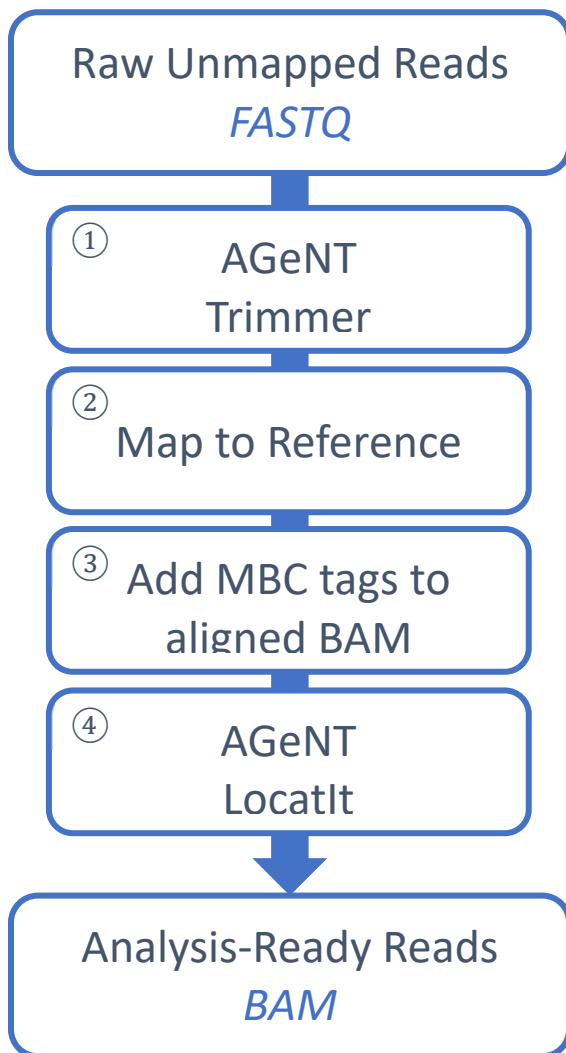 Raw Unmapped Reads
FASTQ
①
AGeNT
Trimmer
②
Map to Reference
③
Add MBC tags to
aligned BAM
④
AGeNT
LocatIt
Analysis-Ready Reads
BAM